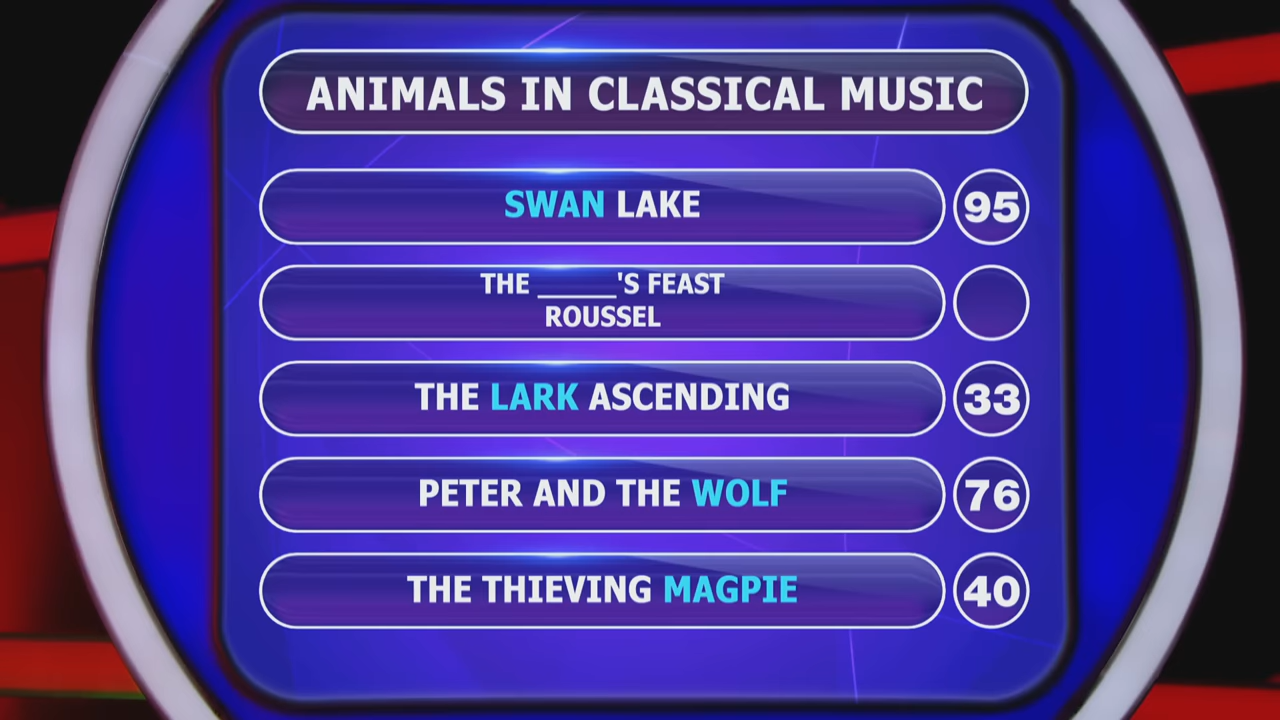 ANIMALS IN CLASSICAL MUSIC
SWAN LAKE
95
THE _____'S FEAST
ROUSSEL
THE LARK ASCENDING
33
PETER AND THE WOLF
76
THE THIEVING MAGPIE
40